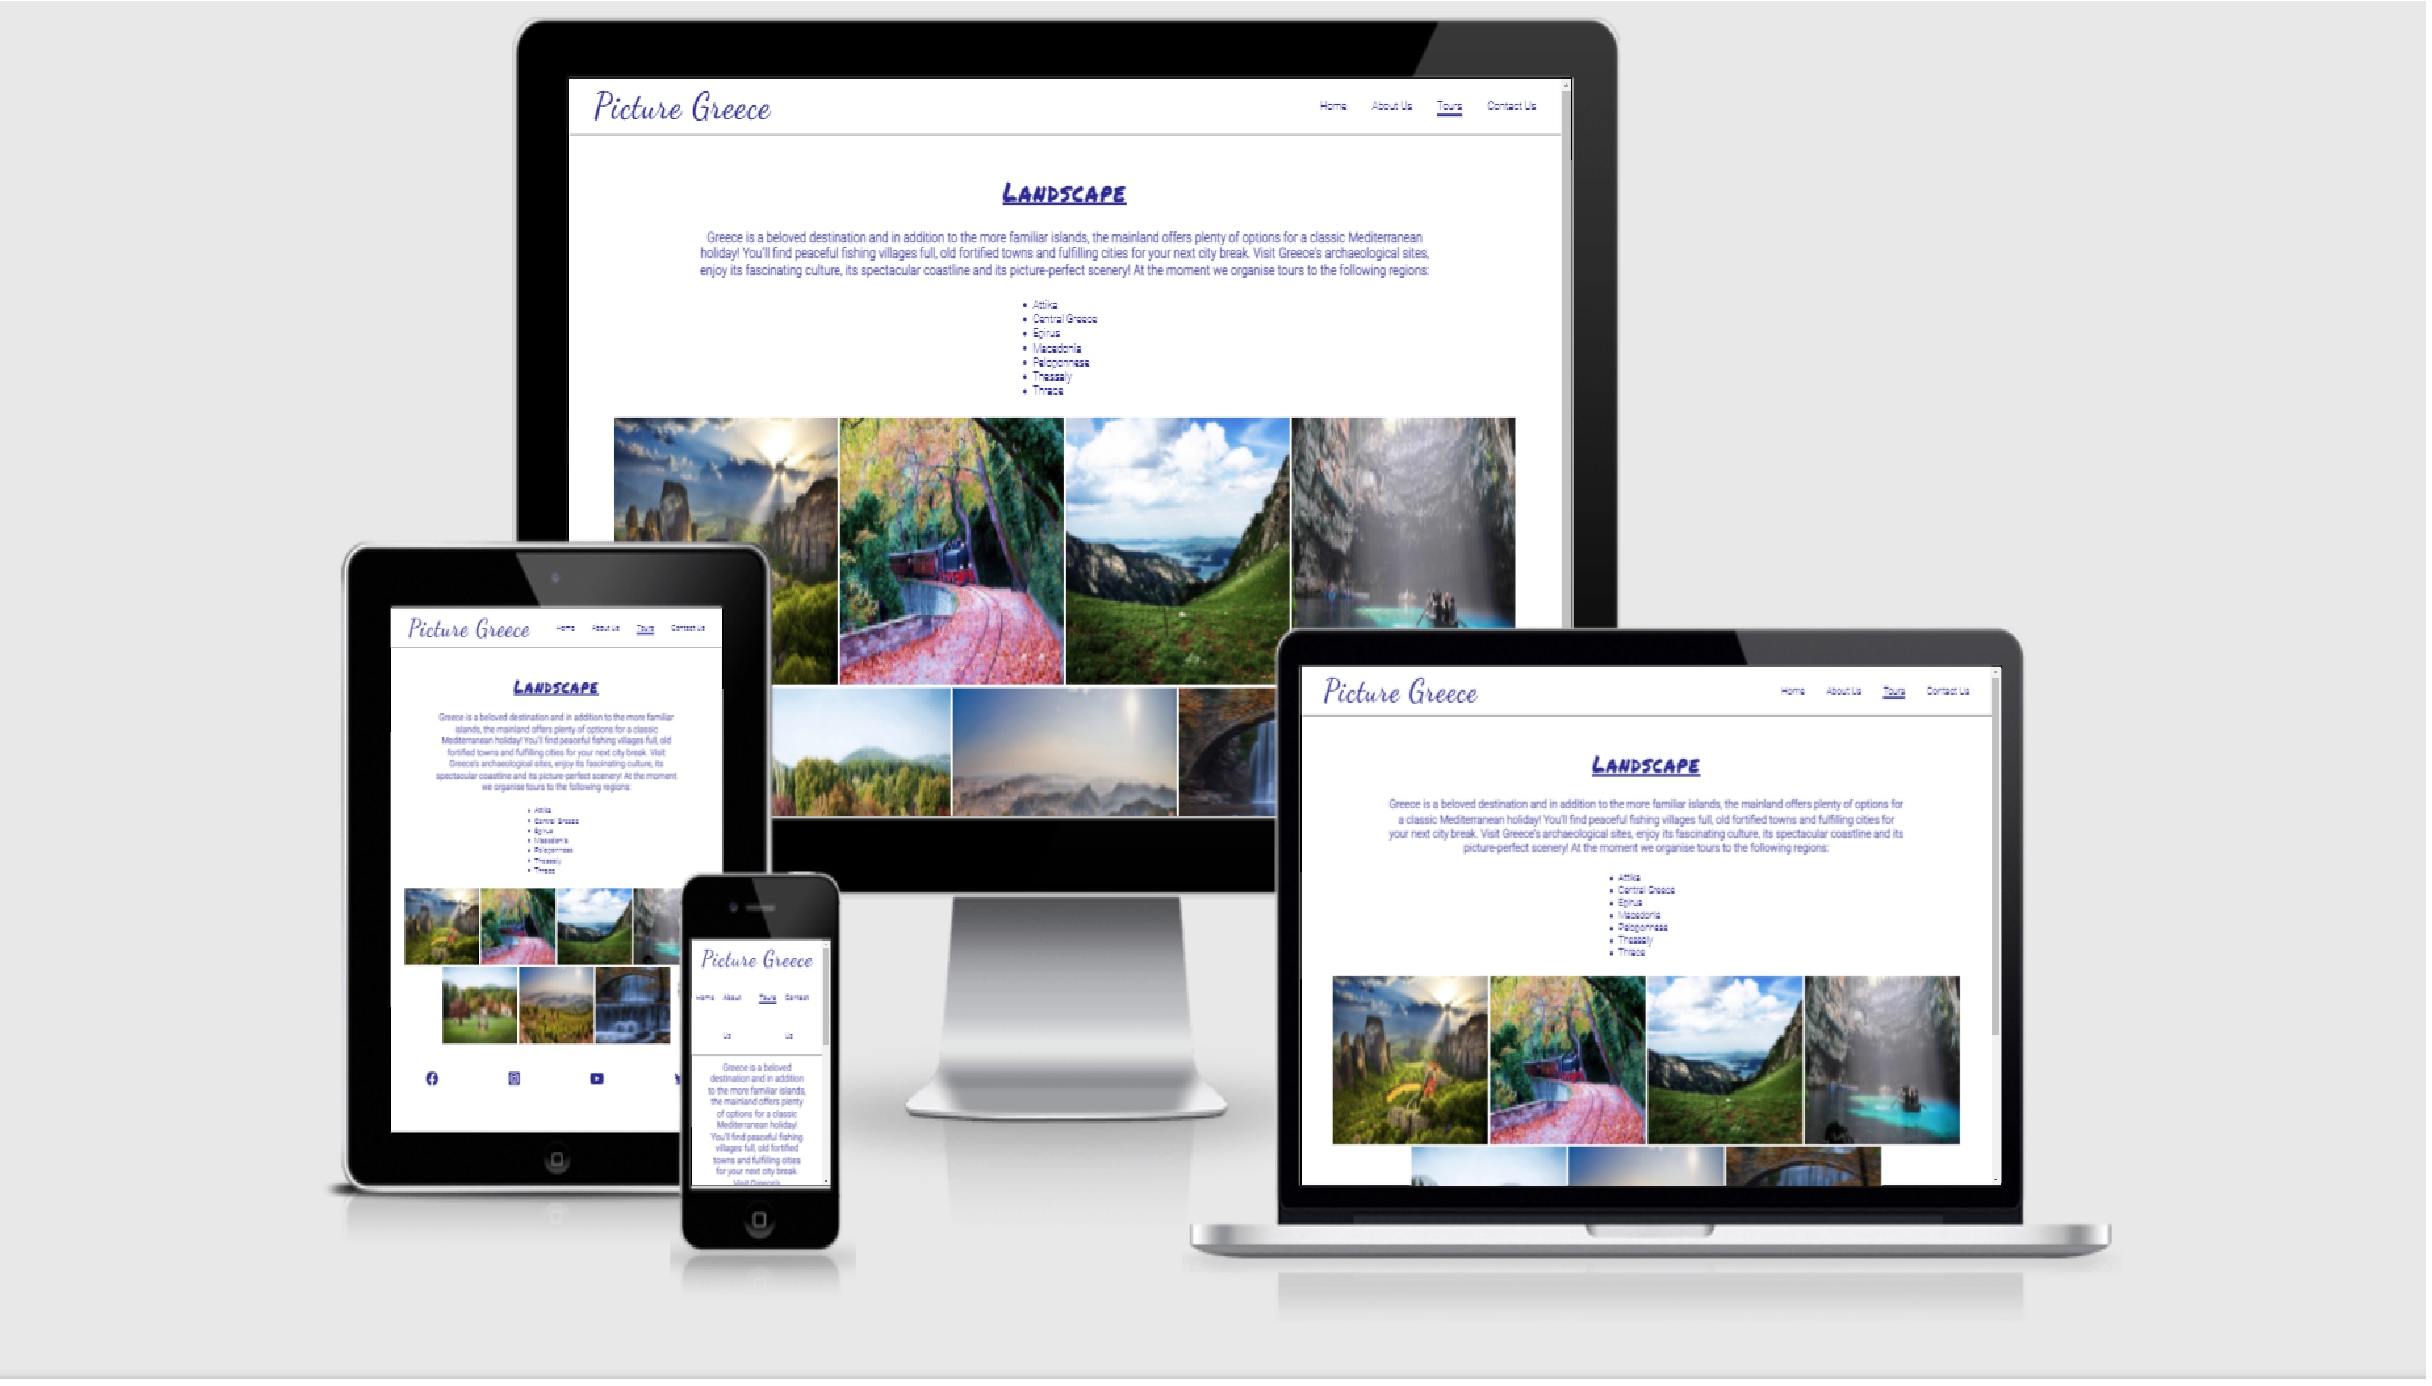 Picture Greece
Home About Us Tours Contact Us
LANDSCAPE
Greece is a beloved destination and in addition to the more familiar islands, the mainland offers plenty of options for a classic Mediterranean
holiday! You'll find peaceful fishing villages full, old fortified towns and fulfilling cities for your next city break. Visit Greece's archaeological sites,
enjoy its fascinating culture, its spectacular coastline and its picture-perfect scenery! At the moment we organise tours to the following regions:
Attika
Central Greece
Epirus
Macedonia
Peloponnese
Thessaly
Thrace
Picture Greece
Home About Us Tours Contact Us
LANDSCAPE
Greece is a beloved destination and in addition to the more familiar
islands, the mainland offers plenty of options for a classic
Mediterranean holiday! You'll find peaceful fishing villages full, old
fortified towns and fulfilling cities for your next city break. Visit
Greece's archaeological sites, enjoy its fascinating culture, its
spectacular coastline and its picture-perfect scenery! At the moment
we organise tours to the following regions:
Attika
Central Greece
Epirus
Macedonia
Peloponnese
Thessaly
Thrace
Picture Greece
Home About Tours Contact
Us Us
Greece is a beloved
destination and in addition
to the more familiar islands,
the mainland offers plenty
of options for a classic
Mediterranean holiday!
You'll find peaceful fishing
villages full, old fortified
towns and fulfilling cities
for your next city break.
Visit Greece's
Picture Greece
Home About Us Tours Contact Us
LANDSCAPE
Greece is a beloved destination and in addition to the more familiar islands, the mainland offers plenty of options for
a classic Mediterranean holiday! You'll find peaceful fishing villages full, old fortified towns and fulfilling cities for
your next city break. Visit Greece's archaeological sites, enjoy its fascinating culture, its spectacular coastline and its
picture-perfect scenery! At the moment we organise tours to the following regions:
Attika
Central Greece
Epirus
Macedonia
Peloponnese
Thessaly
Thrace